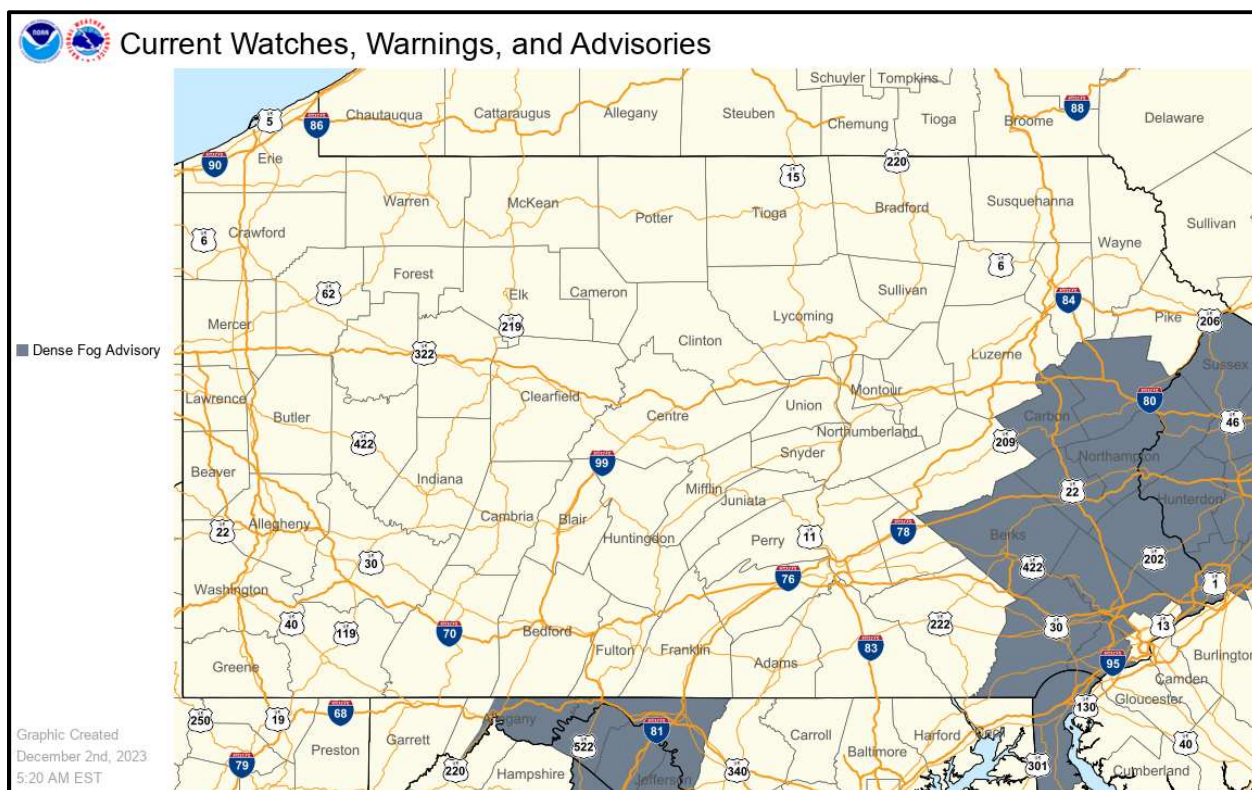 Current Watches, Warnings, and Advisories
Schuyler
Tompkins
88
5
86
Chautauqua
Cattaraugus
Allegany
Steuben
Chemung
Tioga
Broome
Delaware
90
Erie
220
15
Warren
McKean
Potter
Tioga
Bradford
Susquehanna
Sullivan
6
Crawford
Wayne
Forest
6
62
Elk
Cameron
Sullivan
84
Mercer
219
Lycoming
Pike
206
Dense Fog Advisory
322
Clinton
Luzerne
Sussex
Lawrence
Clearfield
Montour
80
Butler
Centre
Union
Carbon
46
422
Northumberland
209
Beaver
99
Snyder
Northampton
Indiana
Mifflin
22
Hunterdon
Juniata
22
Allegheny
Cambria
Blair
Huntingdon
Perry
11
78
Berks
30
76
422
202
1
Washington
40
119
70
Bedford
222
30
13
Greene
Fulton
Franklin
83
Adams
95
Burlington
Camden
Gloucester
250
19
68
Allegany
81
130
Graphic Created
Preston
Garrett
522
Carroll
Harford
Cecil
40
December 2nd, 2023
79
220
Hampshire
340
Baltimore
301
Cumberland
5:20 AM EST
Jefferson